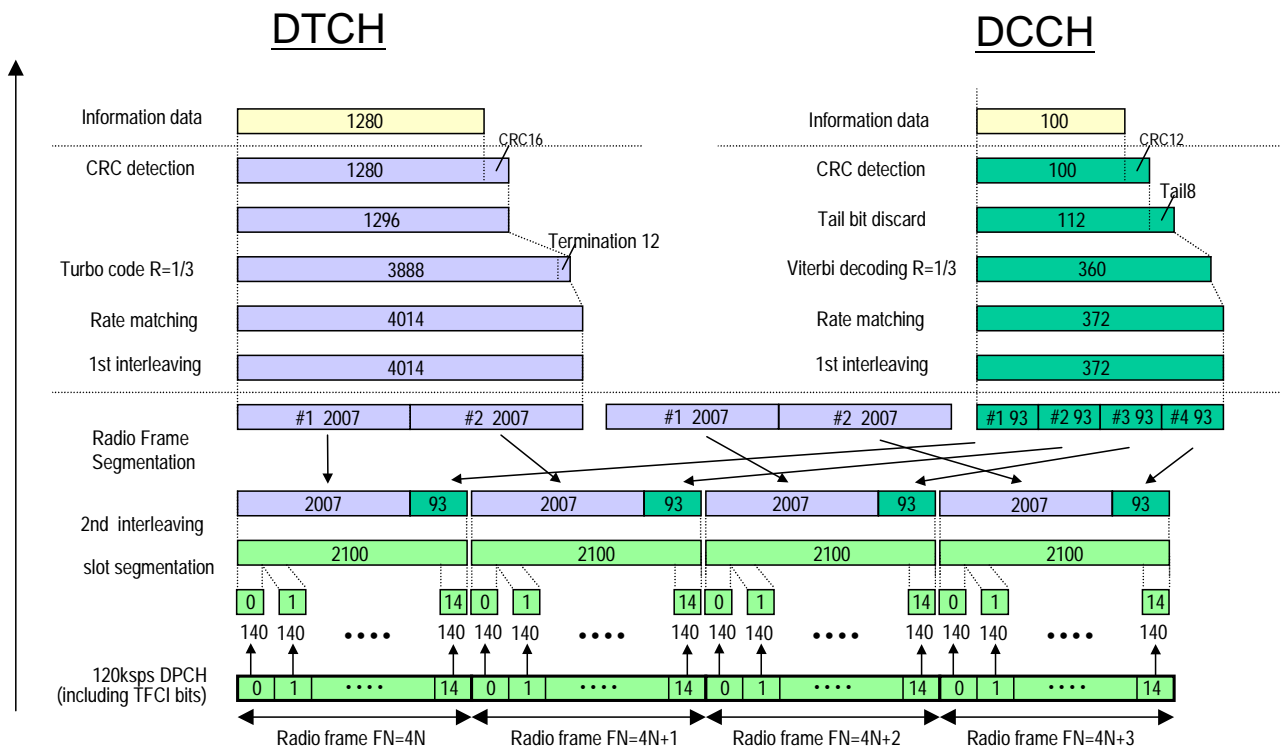 DTCH
DCCH
Information data
1280
CRC16
Information data
100
CRC12
CRC detection
1280
CRC detection
100
Tail8
1296
Tail bit discard
112
Termination 12
Turbo code R=1/3
3888
Viterbi decoding R=1/3
360
Rate matching
4014
Rate matching
372
1st interleaving
4014
1st interleaving
372
#1 2007
#2 2007
#1 2007
#2 2007
#1 93
#2 93
#3 93
#4 93
Radio Frame
Segmentation
2007
93
2007
93
2007
93
2007
93
2nd interleaving
2100
2100
2100
2100
slot segmentation
0
1
14
0
1
14
0
1
14
0
1
14
140
140
••••
140
140
140
••••
140
140
140
••••
140
140
140
••••
140
120ksps DPCH
(including TFCI bits)
0
1
••••
14
0
1
••••
14
0
1
••••
14
0
1
••••
14
Radio frame FN=4N
Radio frame FN=4N+1
Radio frame FN=4N+2
Radio frame FN=4N+3